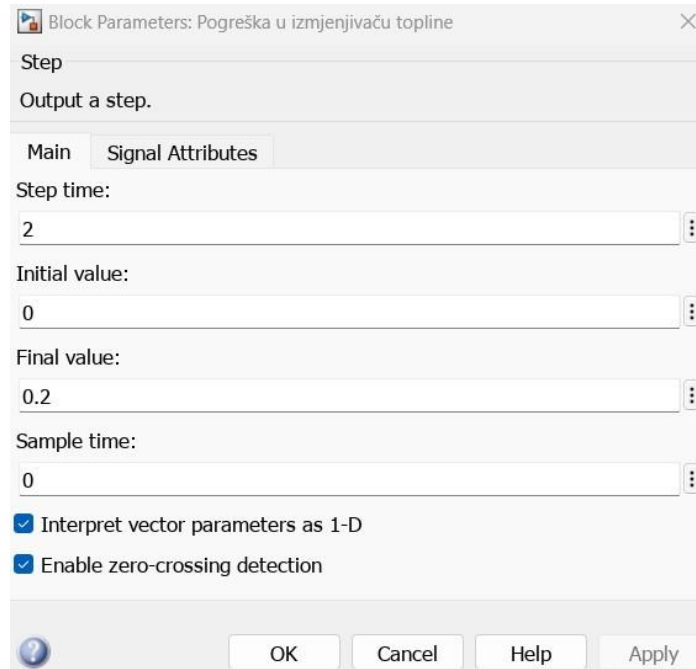 Block Parameters: Pogreška u izmjenjivaču topline
Step
Output a step.
Main Signal Attributes
Step time:
2
Initial value:
0
Final value:
0.2
Sample time:
0
Interpret vector parameters as 1-D
Enable zero-crossing detection
? OK Cancel Help Apply